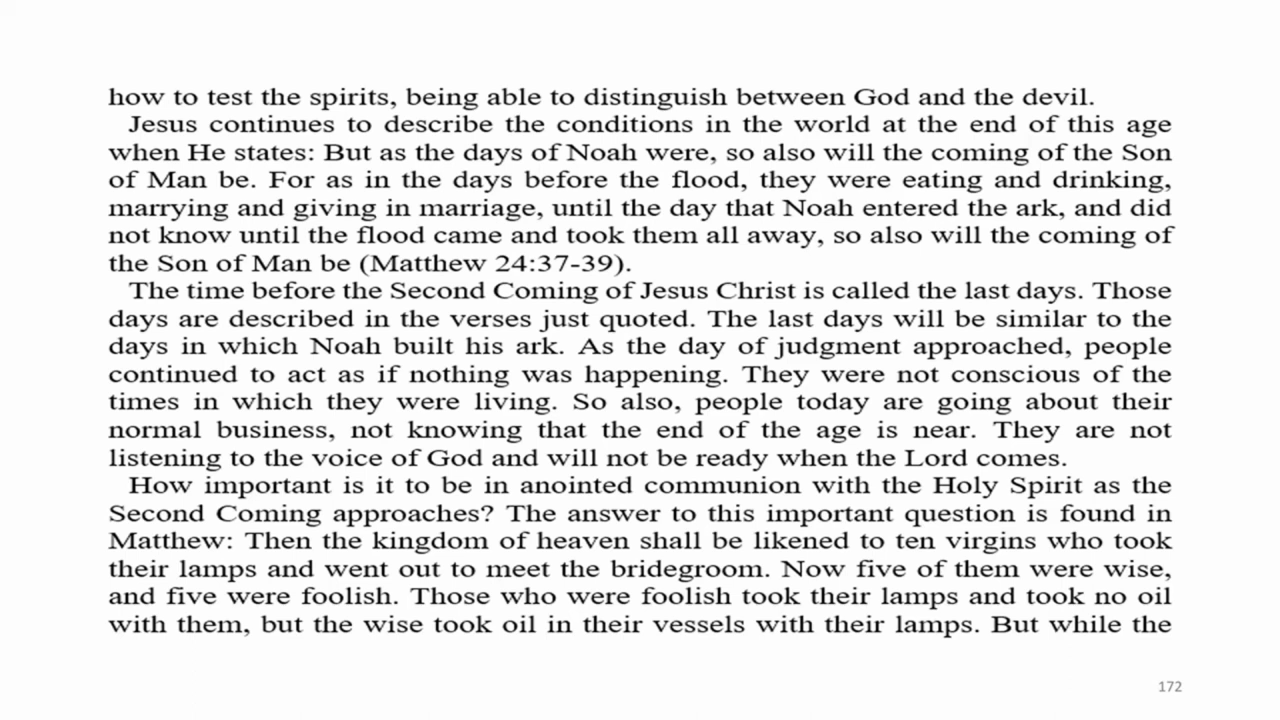 how to test the spirits, being able to distinguish between God and the devil.
Jesus continues to describe the conditions in the world at the end of this age
when He states: But as the days of Noah were, so also will the coming of the Son
of Man be. For as in the days before the flood, they were eating and drinking,
marrying and giving in marriage, until the day that Noah entered the ark, and did
not know until the flood came and took them all away, so also will the coming of
the Son of Man be (Matthew 24:37-39).
The time before the Second Coming of Jesus Christ is called the last days. Those
days are described in the verses just quoted. The last days will be similar to the
days in which Noah built his ark. As the day of judgment approached, people
continued to act as if nothing was happening. They were not conscious of the
times in which they were living. So also, people today are going about their
normal business, not knowing that the end of the age is near. They are not
listening to the voice of God and will not be ready when the Lord comes.
How important is it to be in anointed communion with the Holy Spirit as the
Second Coming approaches? The answer to this important question is found in
Matthew: Then the kingdom of heaven shall be likened to ten virgins who took
their lamps and went out to meet the bridegroom. Now five of them were wise,
and five were foolish. Those who were foolish took their lamps and took no oil
with them, but the wise took oil in their vessels with their lamps. But while the
172